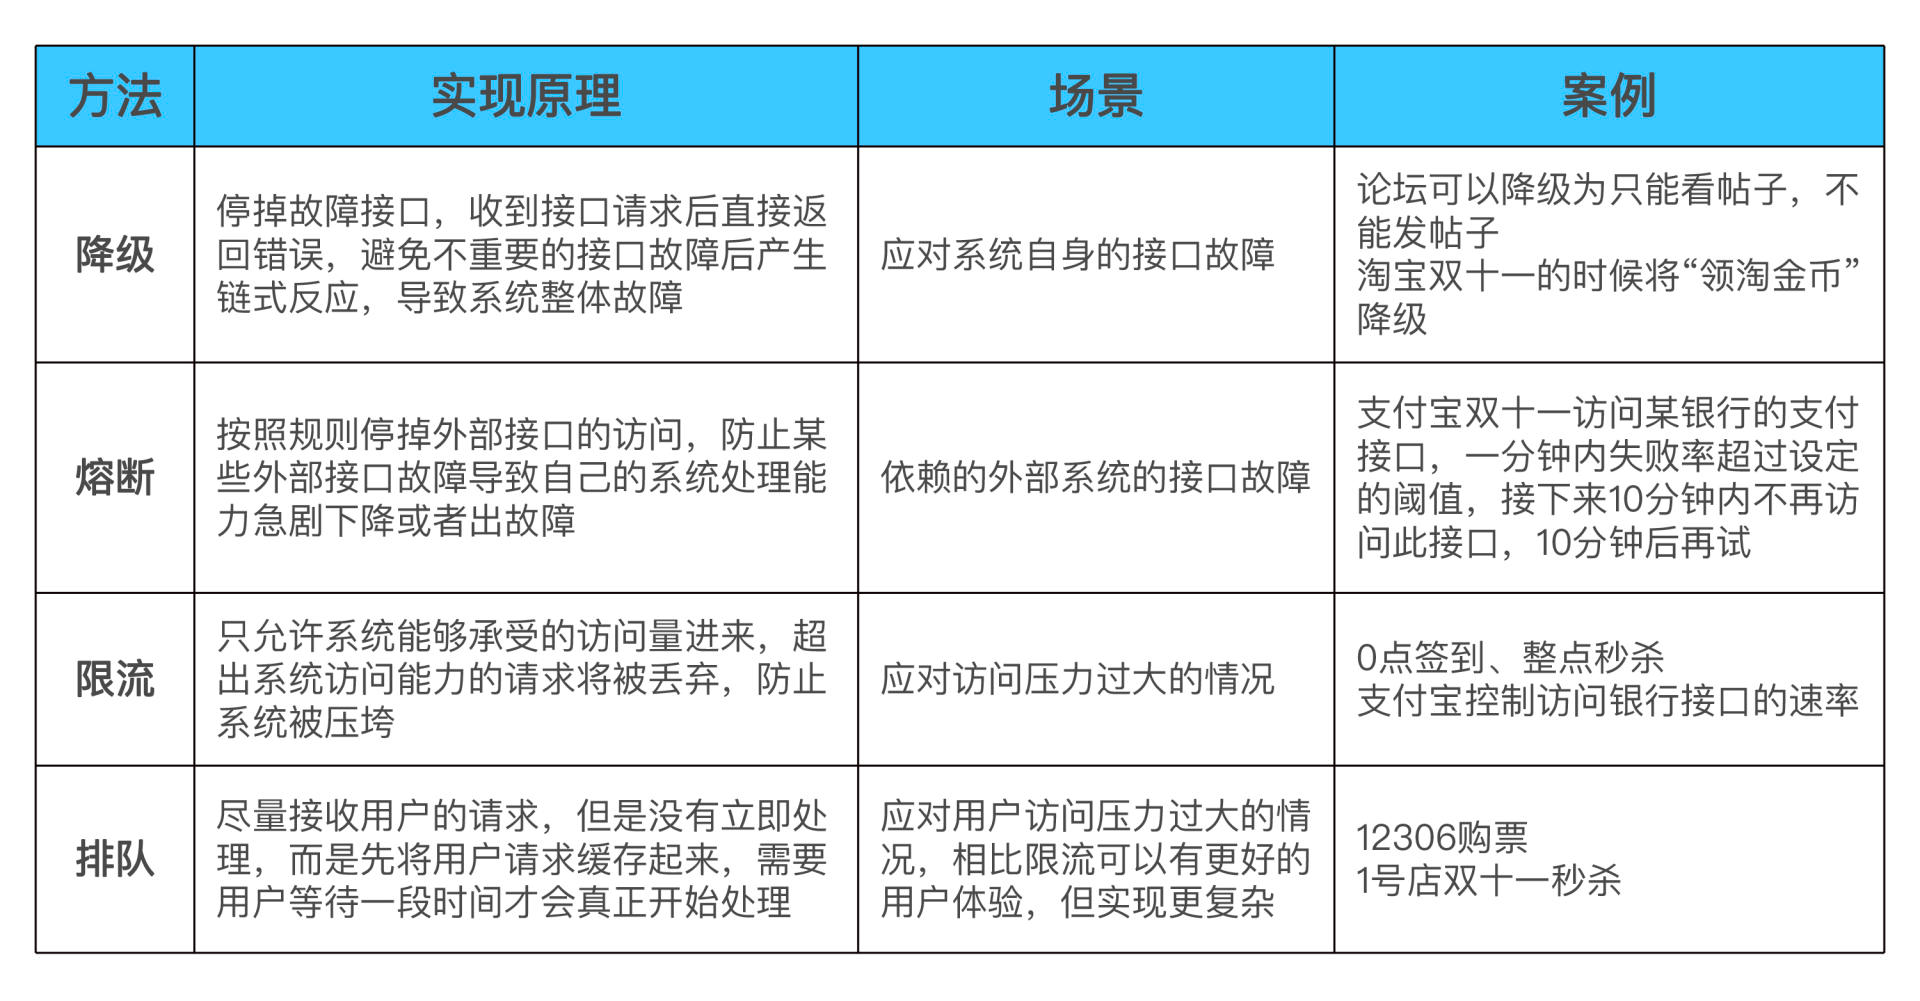 方法
实现原理
场景
案例
降级
停掉故障接口，收到接口请求后直接返
回错误，避免不重要的接口故障后产生
链式反应，导致系统整体故障
应对系统自身的接口故障
论坛可以降级为只能看帖子，不
能发帖子
淘宝双十一的时候将“领淘金币”
降级
熔断
按照规则停掉外部接口的访问，防止某
些外部接口故障导致自己的系统处理能
力急剧下降或者出故障
依赖的外部系统的接口故障
支付宝双十一访问某银行的支付
接口，一分钟内失败率超过设定
的阈值，接下来10分钟内不再访
问此接口，10分钟后再试
限流
只允许系统能够承受的访问量进来，超
出系统访问能力的请求将被丢弃，防止
系统被压垮
应对访问压力过大的情况
0点签到、整点秒杀
支付宝控制访问银行接口的速率
排队
尽量接收用户的请求，但是没有立即处
理，而是先将用户请求缓存起来，需要
用户等待一段时间才会真正开始处理
应对用户访问压力过大的情
况，相比限流可以有更好的
用户体验，但实现更复杂
12306购票
1号店双十一秒杀